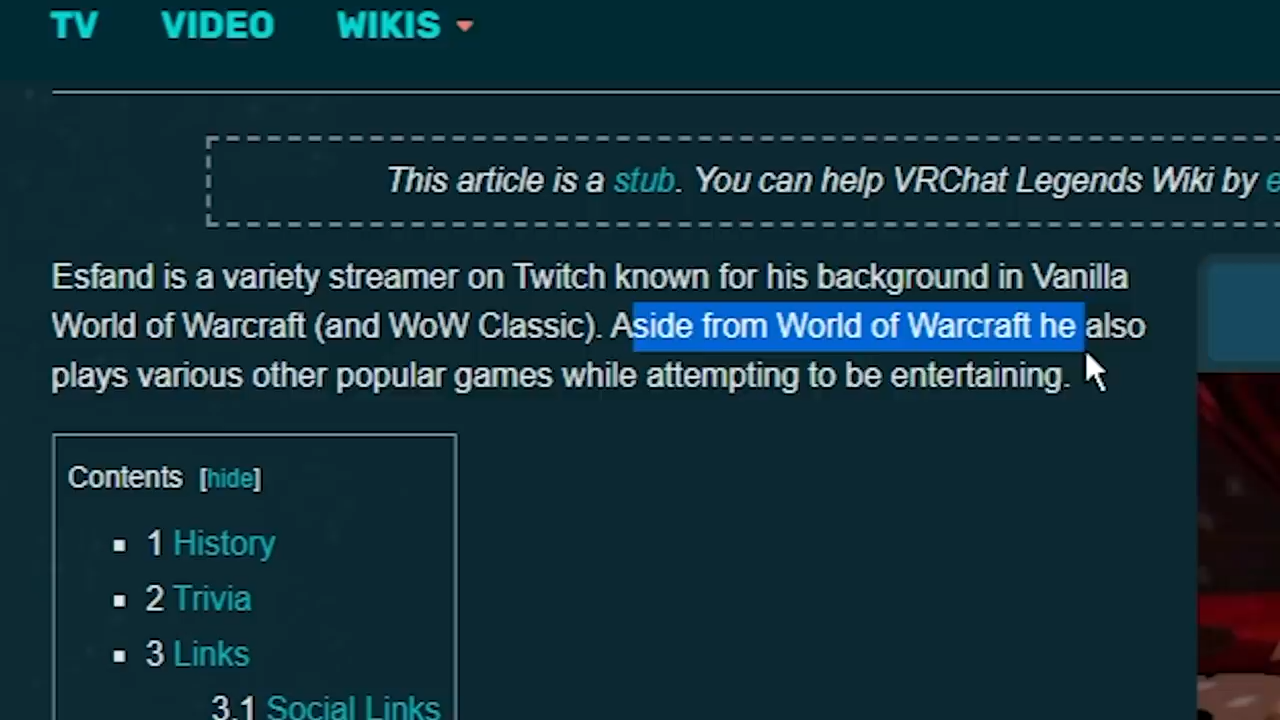 TV VIDEO WIKIS
This article is a stub. You can help VRChat Legends Wiki by
Esfand is a variety streamer on Twitch known for his background in Vanilla
World of Warcraft (and WoW Classic). Aside from World of Warcraft he also
plays various other popular games while attempting to be entertaining.
Contents [hide]
1 History
2 Trivia
3 Links
3.1 Social Links